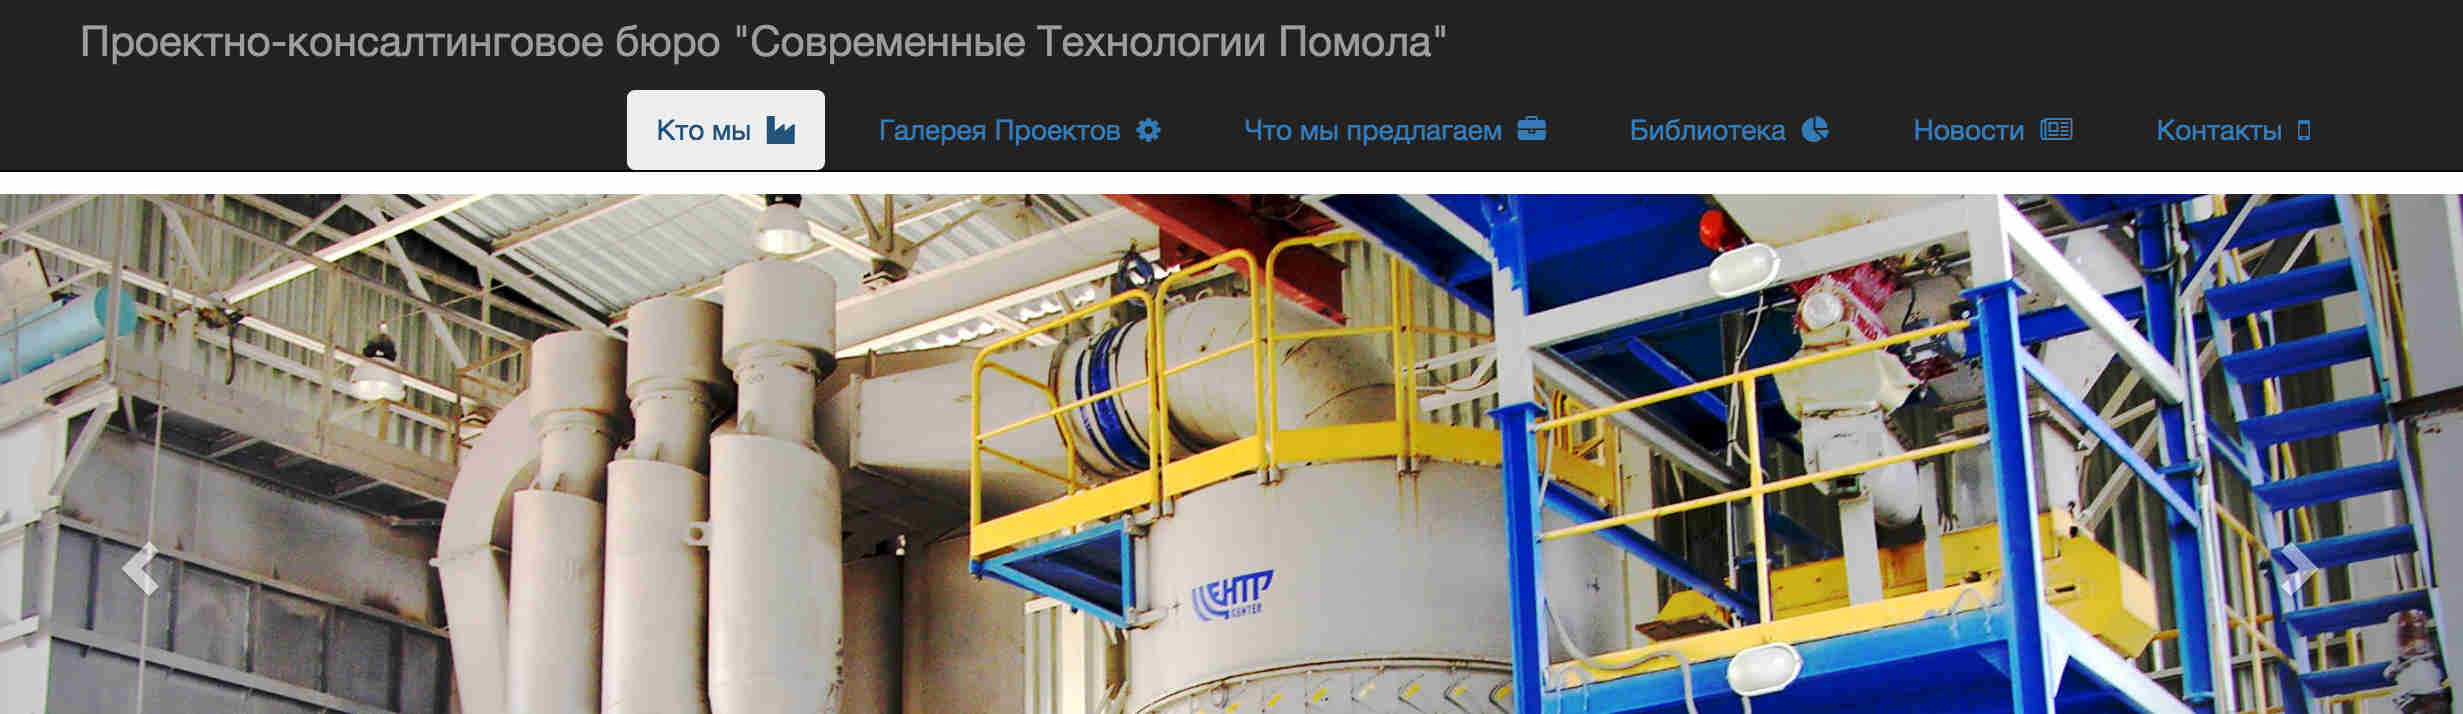 Проектно-консалтинговое бюро "Современные Технологии Помола"
Кто мы Галерея Проектов Что мы предлагаем Библиотека Новости Контакты
ЦЕНТР
CENTER